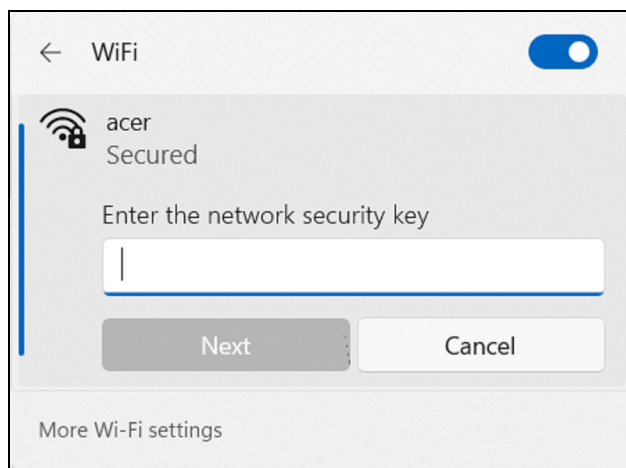 WiFi
acer
Secured
Enter the network security key
Next
Cancel
More Wi-Fi settings